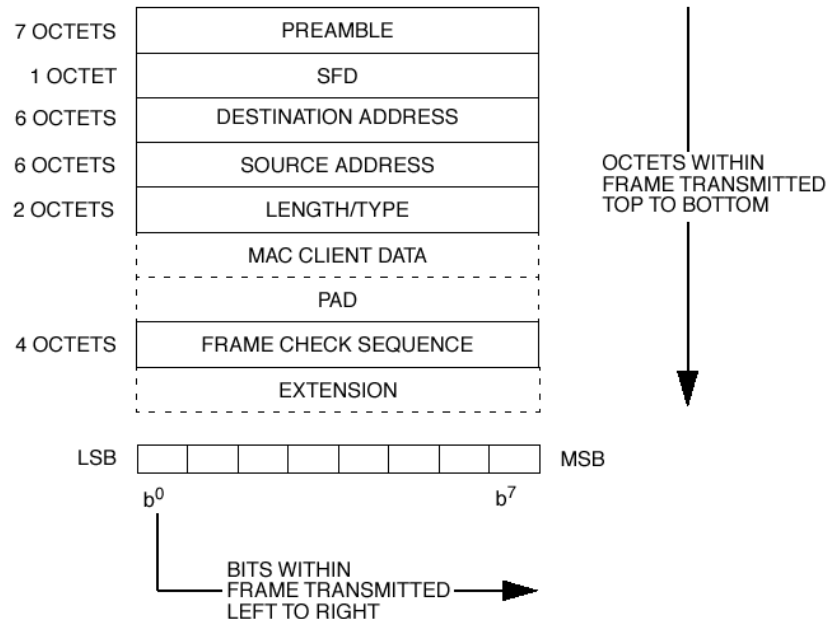 7 OCTETS PREAMBLE
1 OCTET SFD
6 OCTETS DESTINATION ADDRESS
6 OCTETS SOURCE ADDRESS
2 OCTETS LENGTH/TYPE
MAC CLIENT DATA
PAD
4 OCTETS FRAME CHECK SEQUENCE
EXTENSION
OCTETS WITHIN
FRAME TRANSMITTED
TOP TO BOTTOM
LSB MSB
b⁰ b⁷
BITS WITHIN
FRAME TRANSMITTED
LEFT TO RIGHT